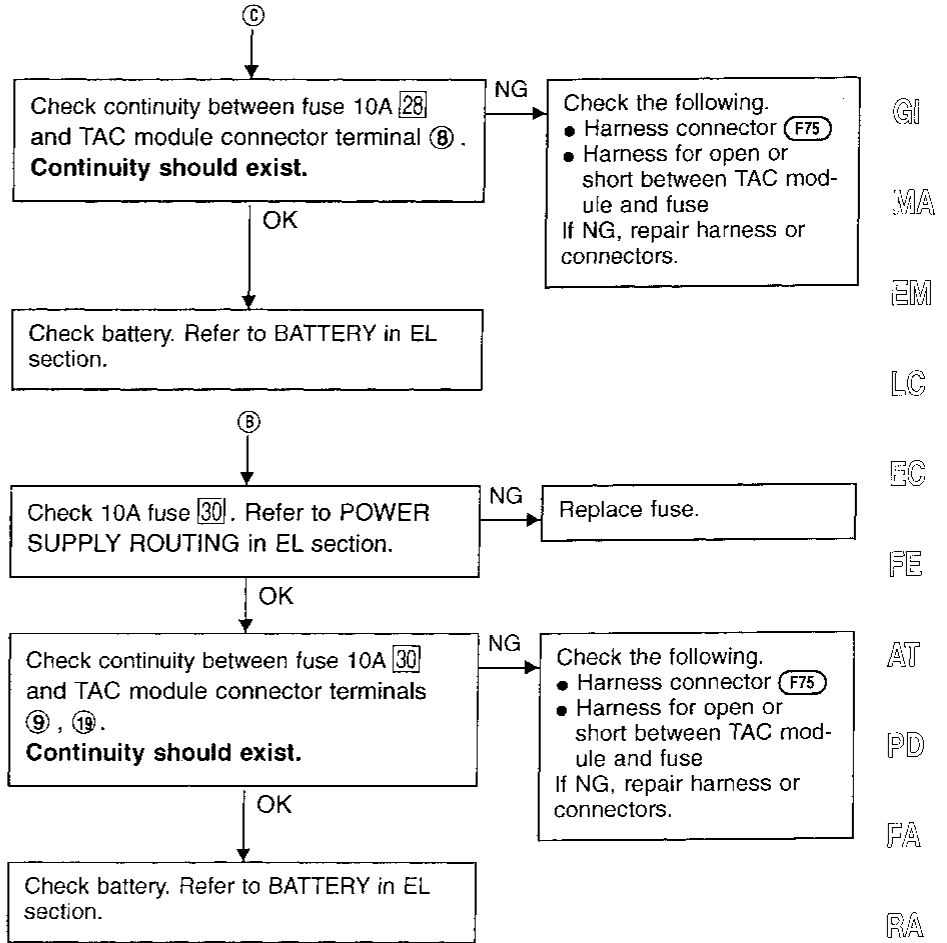 Ⓒ
Check continuity between fuse 10A 28
and TAC module connector terminal ⑧ .
Continuity should exist.
NG
Check the following.
● Harness connector F75
● Harness for open or
short between TAC mod-
ule and fuse
If NG, repair harness or
connectors.
OK
Check battery. Refer to BATTERY in EL
section.
Ⓑ
Check 10A fuse 30 . Refer to POWER
SUPPLY ROUTING in EL section.
NG
Replace fuse.
OK
Check continuity between fuse 10A 30
and TAC module connector terminals
⑨ , ⑲ .
Continuity should exist.
NG
Check the following.
● Harness connector F75
● Harness for open or
short between TAC mod-
ule and fuse
If NG, repair harness or
connectors.
OK
Check battery. Refer to BATTERY in EL
section.
GI
MA
EM
LC
EC
FE
AT
PD
FA
RA